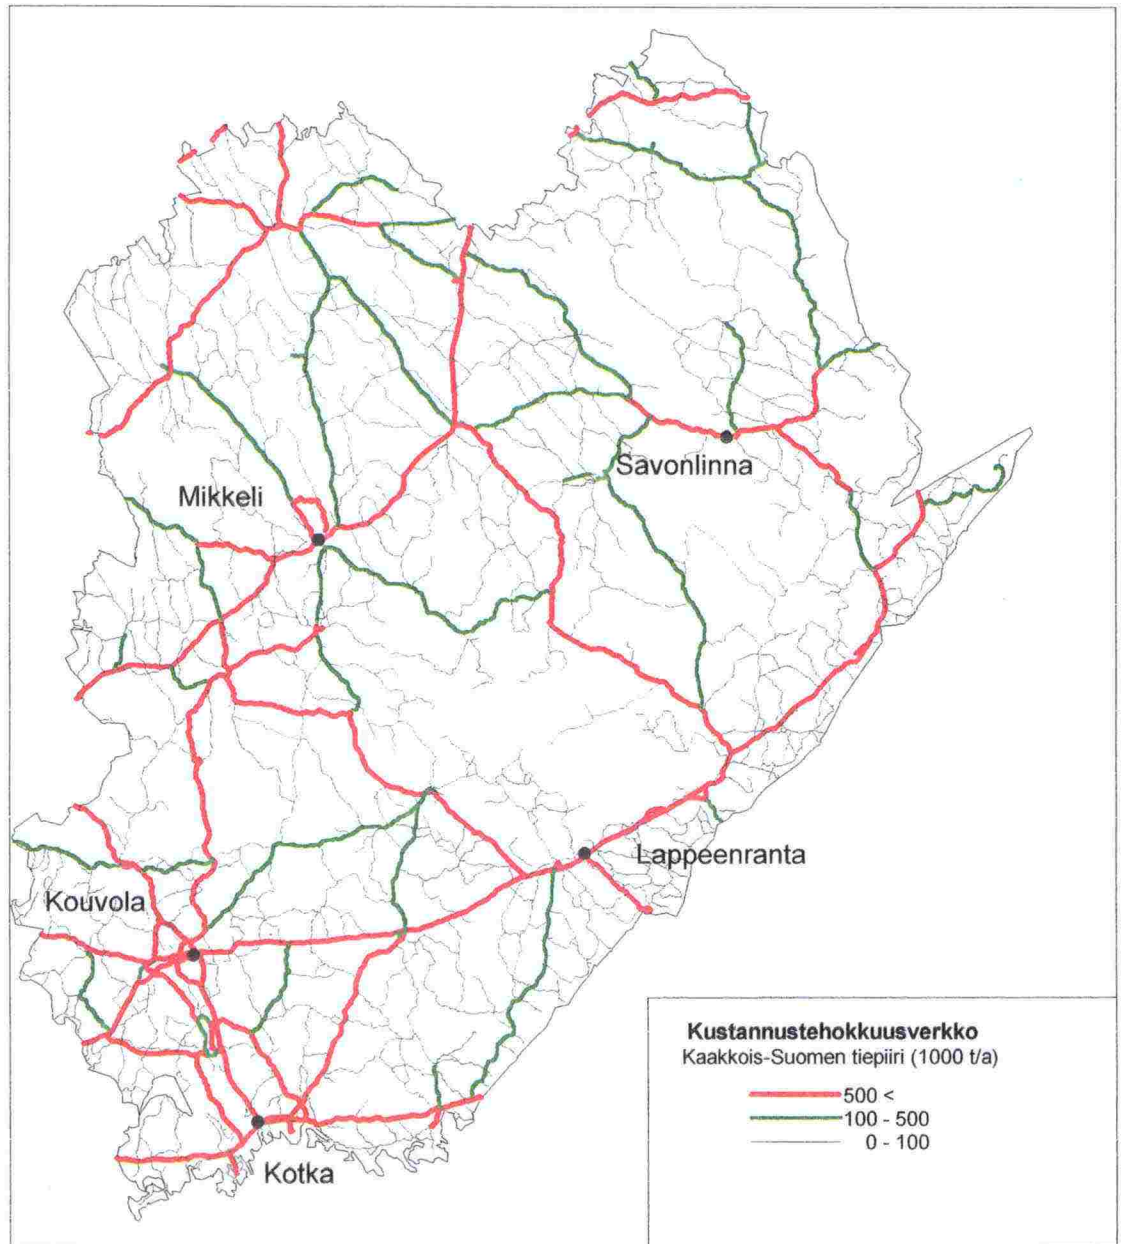 Savonlinna
Mikkeli
Lappeenranta
Kouvola
Kotka
Kustannustehokkuusverkko
Kaakkois-Suomen tiepiiri (1000 t/a)
500 <
100 - 500
0 - 100